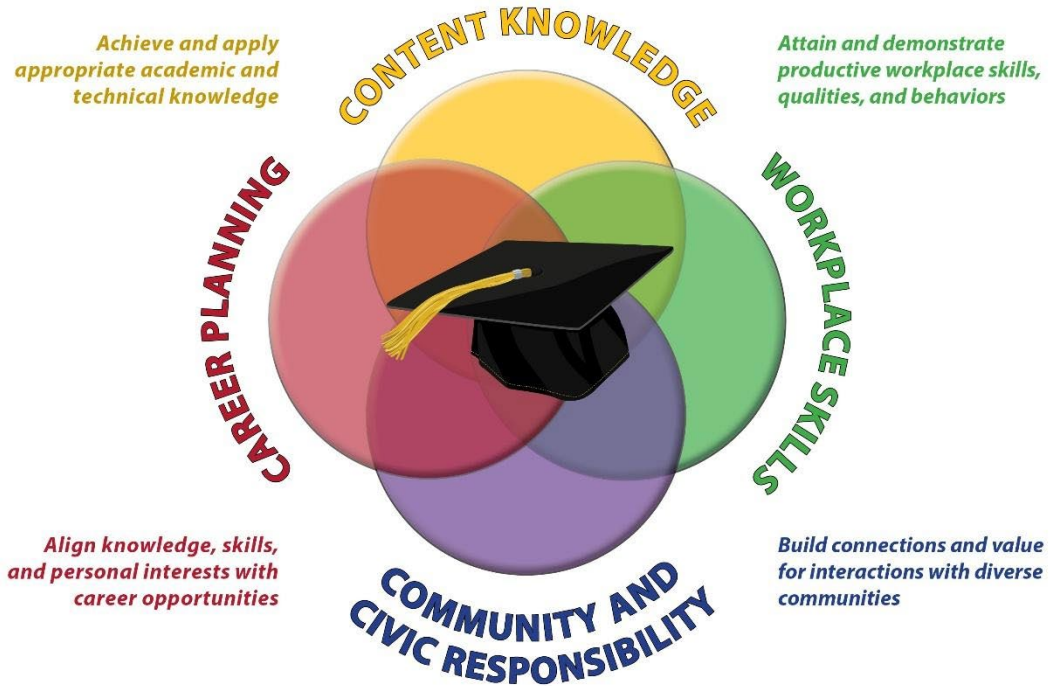 Achieve and apply
appropriate academic and
technical knowledge
CONTENT KNOWLEDGE
Attain and demonstrate
productive workplace skills,
qualities, and behaviors
CAREER PLANNING
WORKPLACE SKILLS
Align knowledge, skills,
and personal interests with
career opportunities
COMMUNITY AND
CIVIC RESPONSIBILITY
Build connections and value
for interactions with diverse
communities